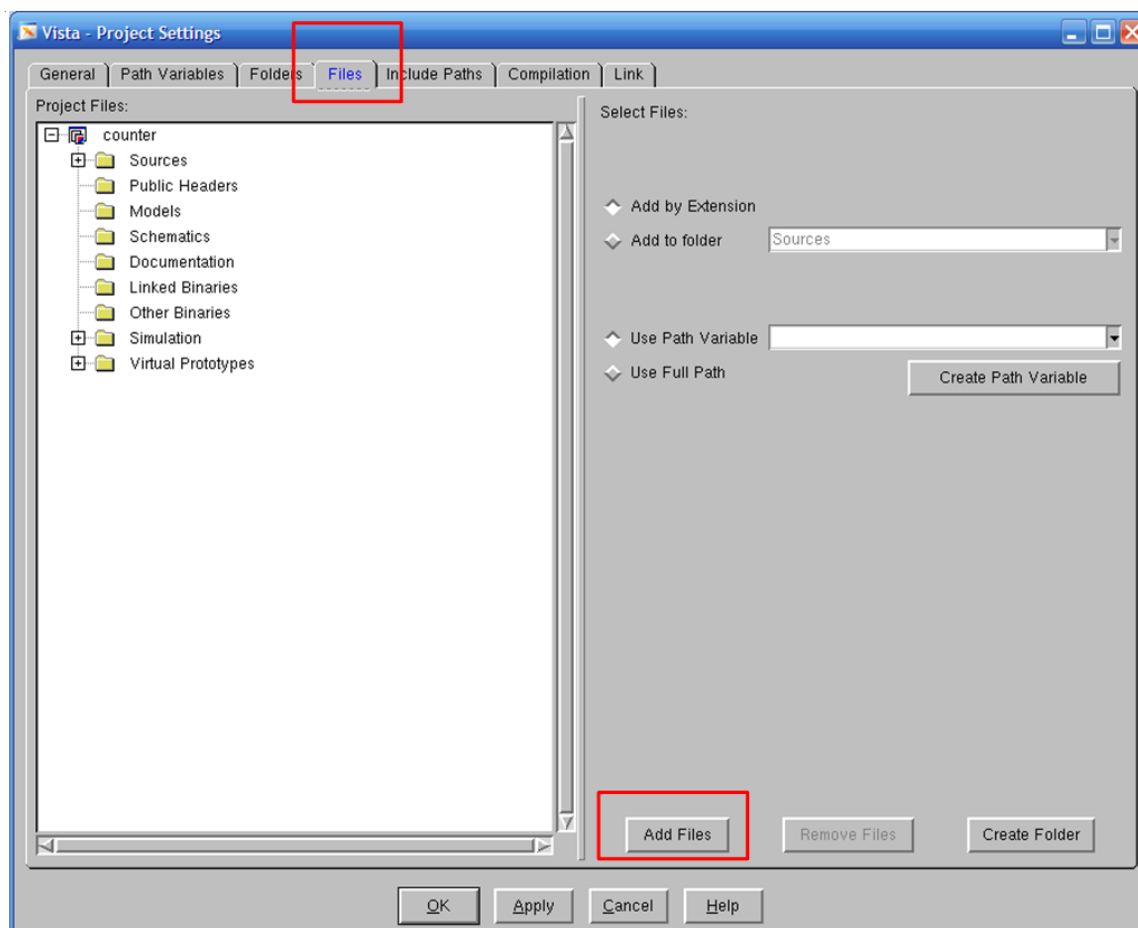 Vista - Project Settings
General Path Variables Folders Files Include Paths Compilation Link
Project Files:
counter
Sources
Public Headers
Models
Schematics
Documentation
Linked Binaries
Other Binaries
Simulation
Virtual Prototypes
Select Files:
Add by Extension
Add to folder Sources
Use Path Variable
Use Full Path
Create Path Variable
Add Files Remove Files Create Folder
OK Apply Cancel Help